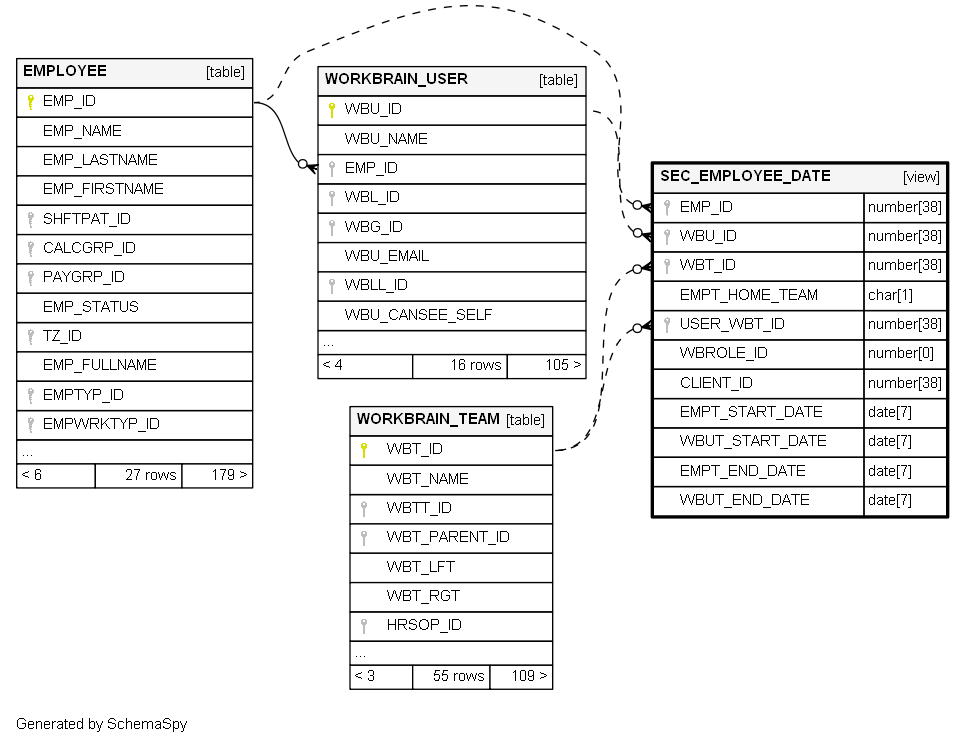 EMPLOYEE [table]
EMP_ID
EMP_NAME
EMP_LASTNAME
EMP_FIRSTNAME
SHFTPAT_ID
CALCGRP_ID
PAYGRP_ID
EMP_STATUS
TZ_ID
EMP_FULLNAME
EMPTYP_ID
EMPWRKTYP_ID
...
< 6 27 rows 179 >
WORKBRAIN_USER [table]
WBU_ID
WBU_NAME
EMP_ID
WBL_ID
WBG_ID
WBU_EMAIL
WBLL_ID
WBU_CANSEE_SELF
...
< 4 16 rows 105 >
WORKBRAIN_TEAM [table]
WBT_ID
WBT_NAME
WBTT_ID
WBT_PARENT_ID
WBT_LFT
WBT_RGT
HRSOP_ID
...
< 3 55 rows 109 >
SEC_EMPLOYEE_DATE [view]
EMP_ID number[38]
WBU_ID number[38]
WBT_ID number[38]
EMPT_HOME_TEAM char[1]
USER_WBT_ID number[38]
WBROLE_ID number[0]
CLIENT_ID number[38]
EMPT_START_DATE date[7]
WBUT_START_DATE date[7]
EMPT_END_DATE date[7]
WBUT_END_DATE date[7]
Generated by SchemaSpy